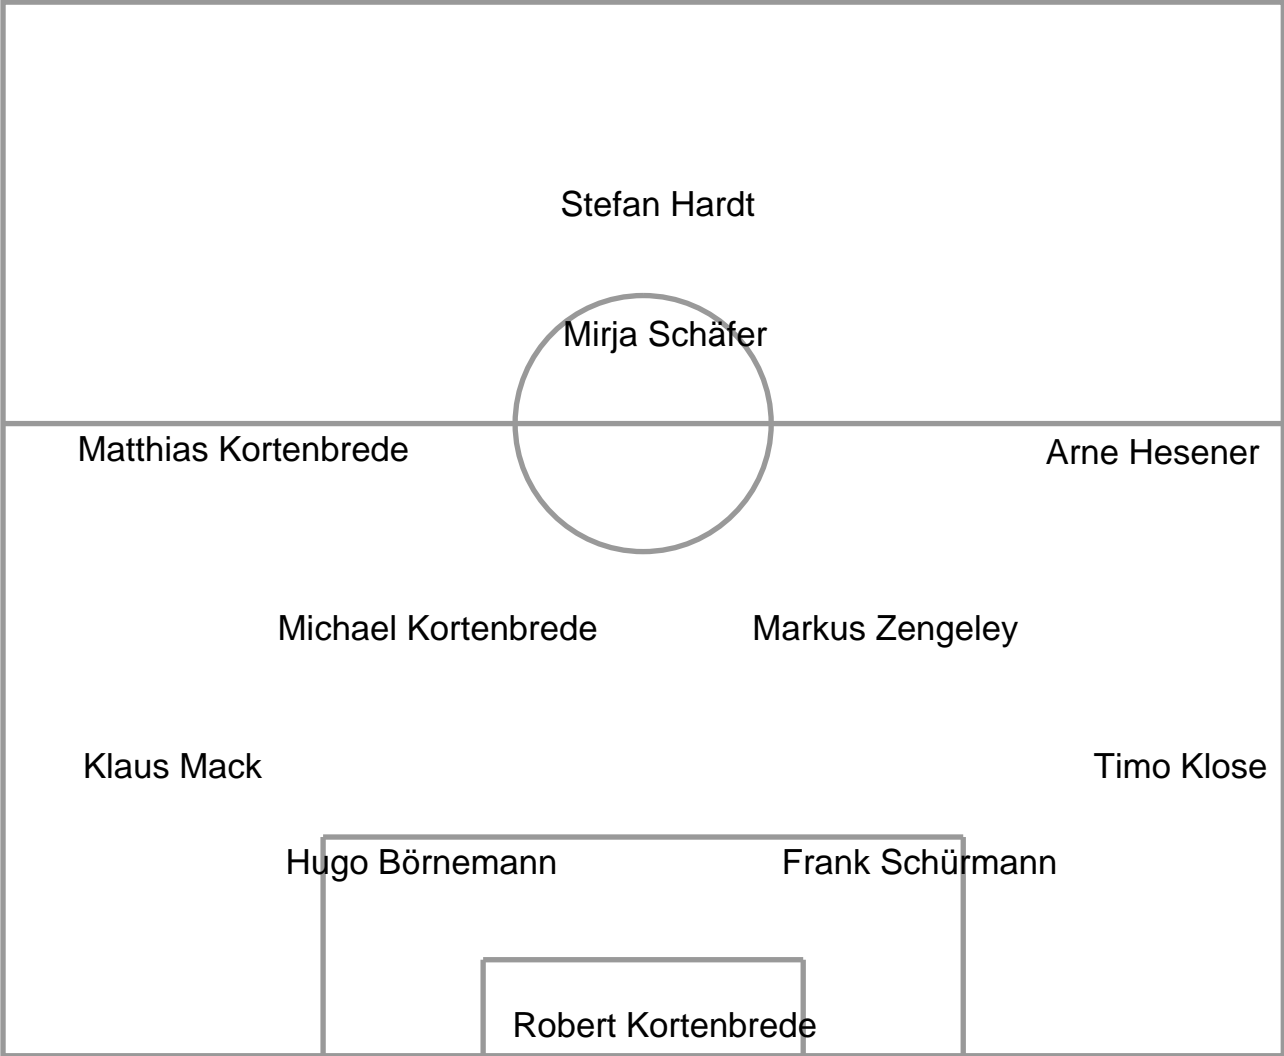 Stefan Hardt
Mirja Schäfer
Matthias Kortenbrede
Arne Hesener
Michael Kortenbrede
Markus Zengeley
Klaus Mack
Timo Klose
Hugo Börnemann
Frank Schürmann
Robert Kortenbrede